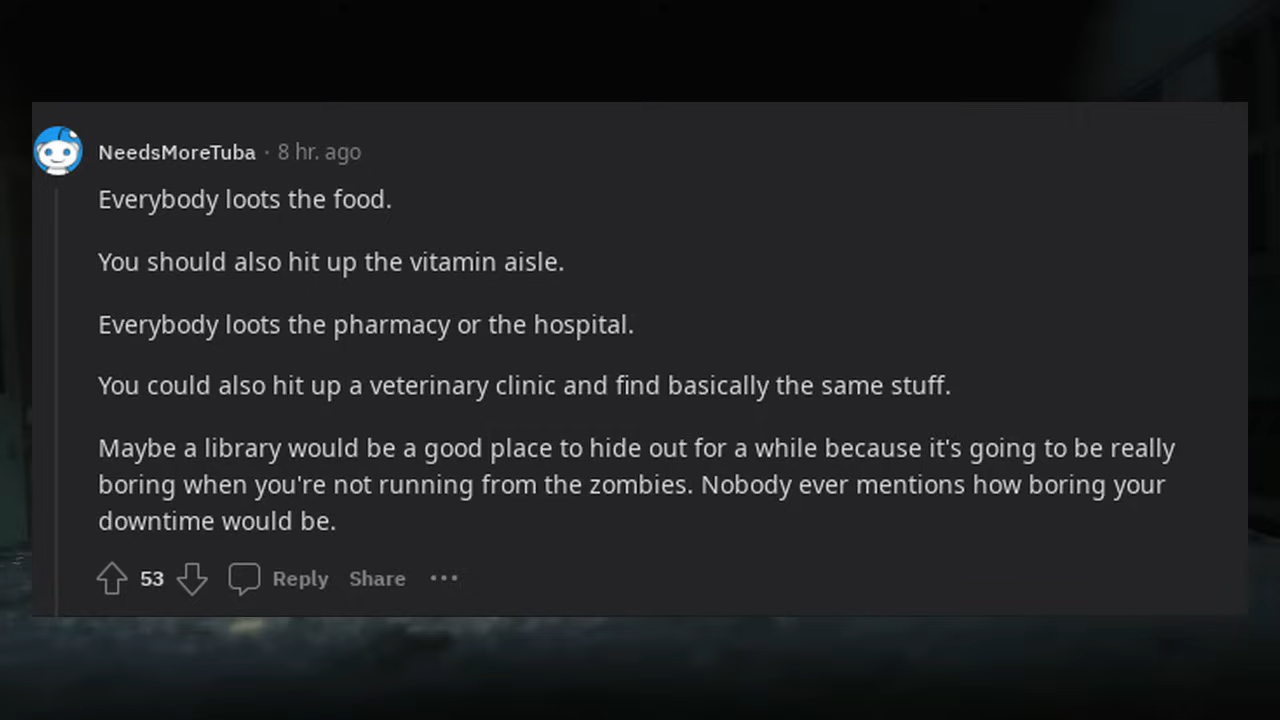 NeedsMoreTuba · 8 hr. ago
Everybody loots the food.
You should also hit up the vitamin aisle.
Everybody loots the pharmacy or the hospital.
You could also hit up a veterinary clinic and find basically the same stuff.
Maybe a library would be a good place to hide out for a while because it's going to be really
boring when you're not running from the zombies. Nobody ever mentions how boring your
downtime would be.
53 Reply Share ···